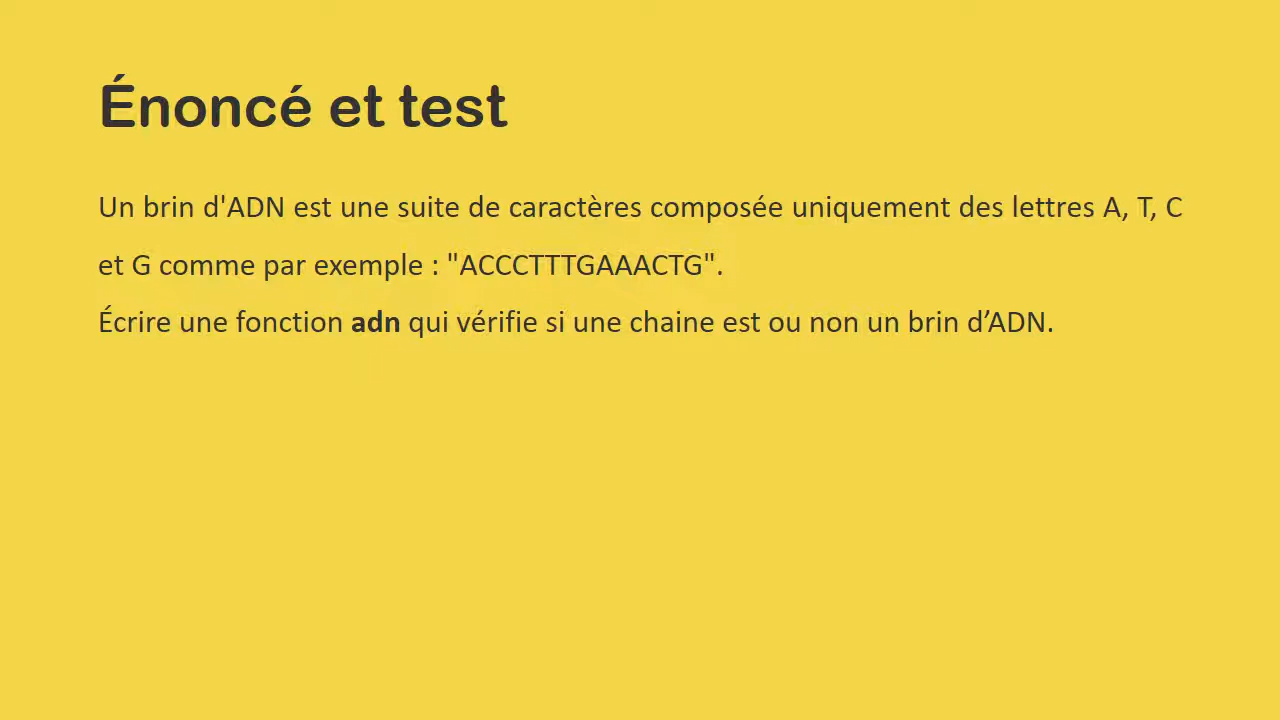 Énoncé et test
Un brin d'ADN est une suite de caractères composée uniquement des lettres A, T, C
et G comme par exemple : "ACCCTTTGAAACTG".
Écrire une fonction adn qui vérifie si une chaine est ou non un brin d’ADN.